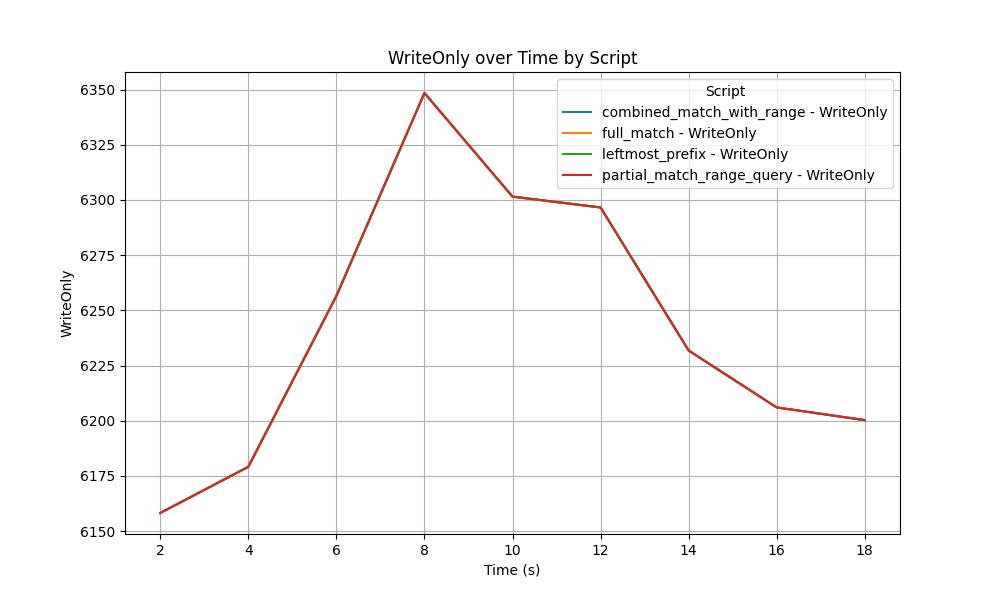 WriteOnly over Time by Script
Script
combined_match_with_range - WriteOnly
full_match - WriteOnly
leftmost_prefix - WriteOnly
partial_match_range_query - WriteOnly
WriteOnly
6350
6325
6300
6275
6250
6225
6200
6175
6150
2 4 6 8 10 12 14 16 18
Time (s)